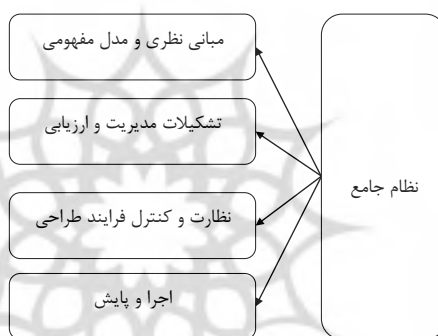 مبانی نظری و مدل مفهومی
تشکیلات مدیریت و ارزیابی
نظام جامع
نظارت و کنترل فرایند طراحی
اجرا و پایش